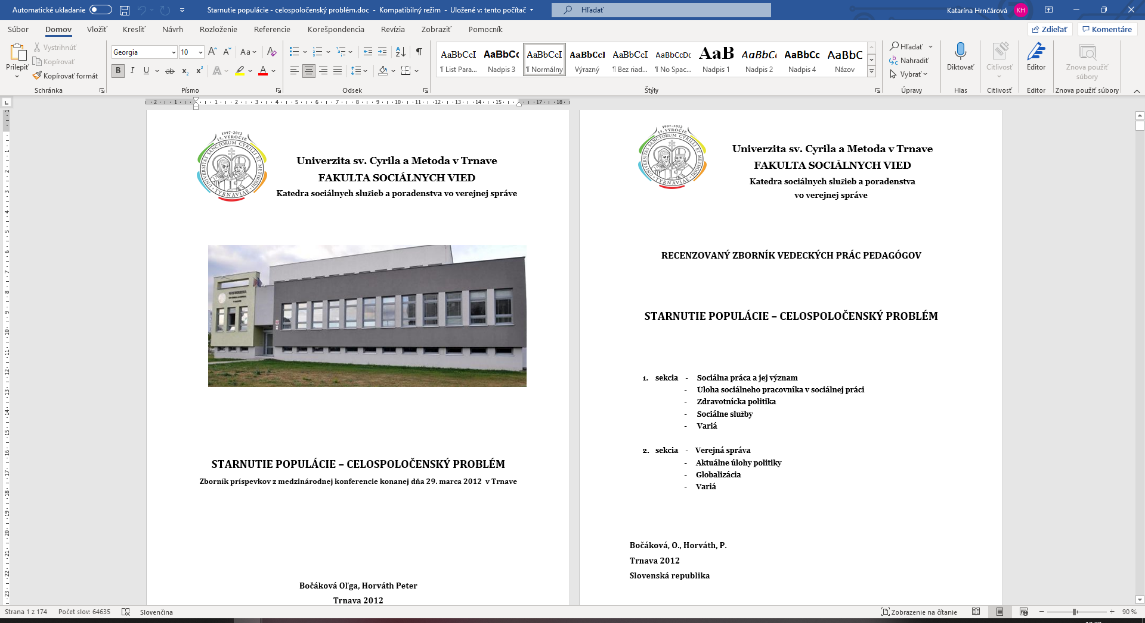 Automatické ukladanie
Starnutie populácie - celospoločenský problém.doc - Kompatibilný režim - Uložené v: tento počítač
Hľadať
Katarína Hrnčárová
KH
Súbor Domov Vložiť Kresliť Návrh Rozloženie Referencie Korešpondencia Revízia Zobraziť Pomocník
Zdieľať Komentáre
Prilepiť
Vystrihnúť
Kopírovať
Kopírovať formát
Schránka
Georgia 10
Písmo
Odsek
AaBbCcI AaBbCc AaBbCcI AaBbCcI AaBbCcI AaBbCcDc AaB AaBbCc AaBbCc AaBbC
¶ List Para... Nadpis 3 ¶ Normálny Výrazný ¶ Bez nad... ¶ No Spac... Nadpis 1 Nadpis 2 Nadpis 4 Názov
Štýly
Hľadať
Nahradiť
Vybrať
Úpravy
Diktovať
Hlas
Citlivosť
Citlivosť
Editor
Editor
Znova použiť
súbory
Znova použiť súbory
Univerzita sv. Cyrila a Metoda v Trnave
FAKULTA SOCIÁLNYCH VIED
Katedra sociálnych služieb a poradenstva vo verejnej správe
STARNUTIE POPULÁCIE – CELOSPOLOČENSKÝ PROBLÉM
Zborník príspevkov z medzinárodnej konferencie konanej dňa 29. marca 2012 v Trnave
Bočáková Oľga, Horváth Peter
Trnava 2012
Univerzita sv. Cyrila a Metoda v Trnave
FAKULTA SOCIÁLNYCH VIED
Katedra sociálnych služieb a poradenstva
vo verejnej správe
RECENZOVANÝ ZBORNÍK VEDECKÝCH PRÁC PEDAGÓGOV
STARNUTIE POPULÁCIE – CELOSPOLOČENSKÝ PROBLÉM
1. sekcia - Sociálna práca a jej význam
- Úloha sociálneho pracovníka v sociálnej práci
- Zdravotnícka politika
- Sociálne služby
- Variá
2. sekcia - Verejná správa
- Aktuálne úlohy politiky
- Globalizácia
- Variá
Bočáková, O., Horváth, P.
Trnava 2012
Slovenská republika
Strana 1 z 174 Počet slov: 64635 Slovenčina
Zobrazenie na čítanie
90 %